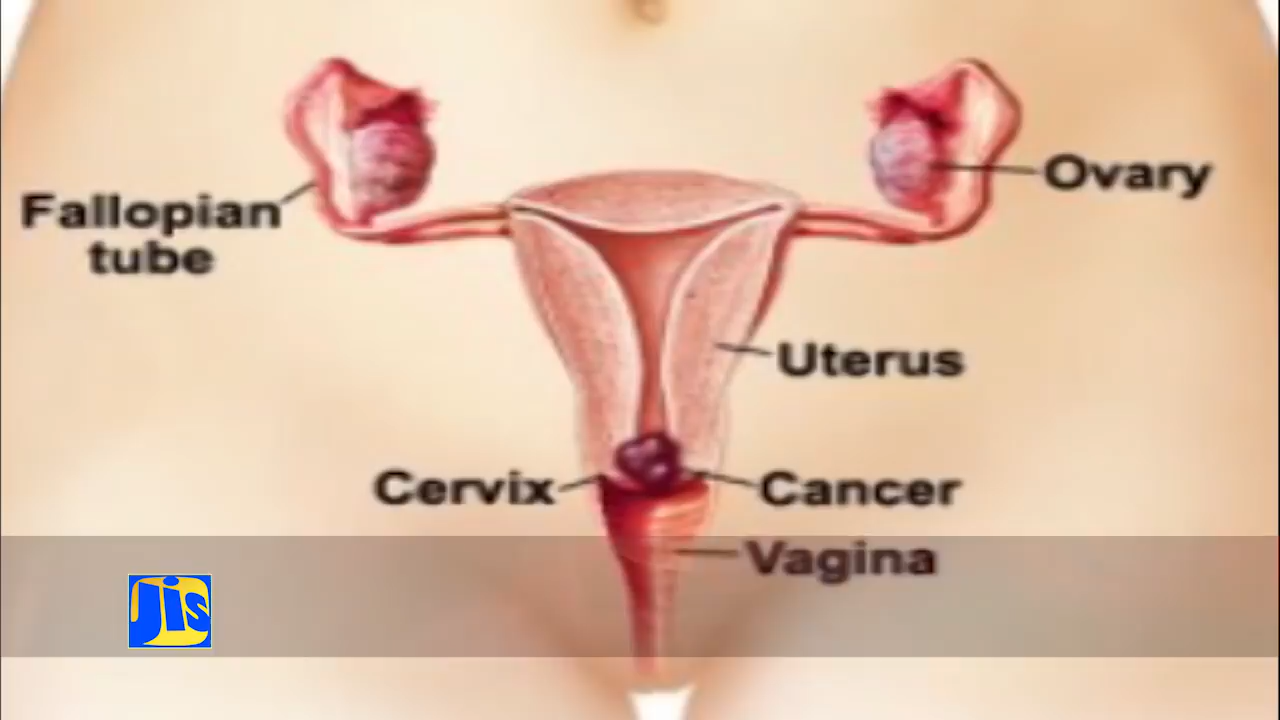 Fallopian
tube
Ovary
Uterus
Cervix
Cancer
Vagina
JIS